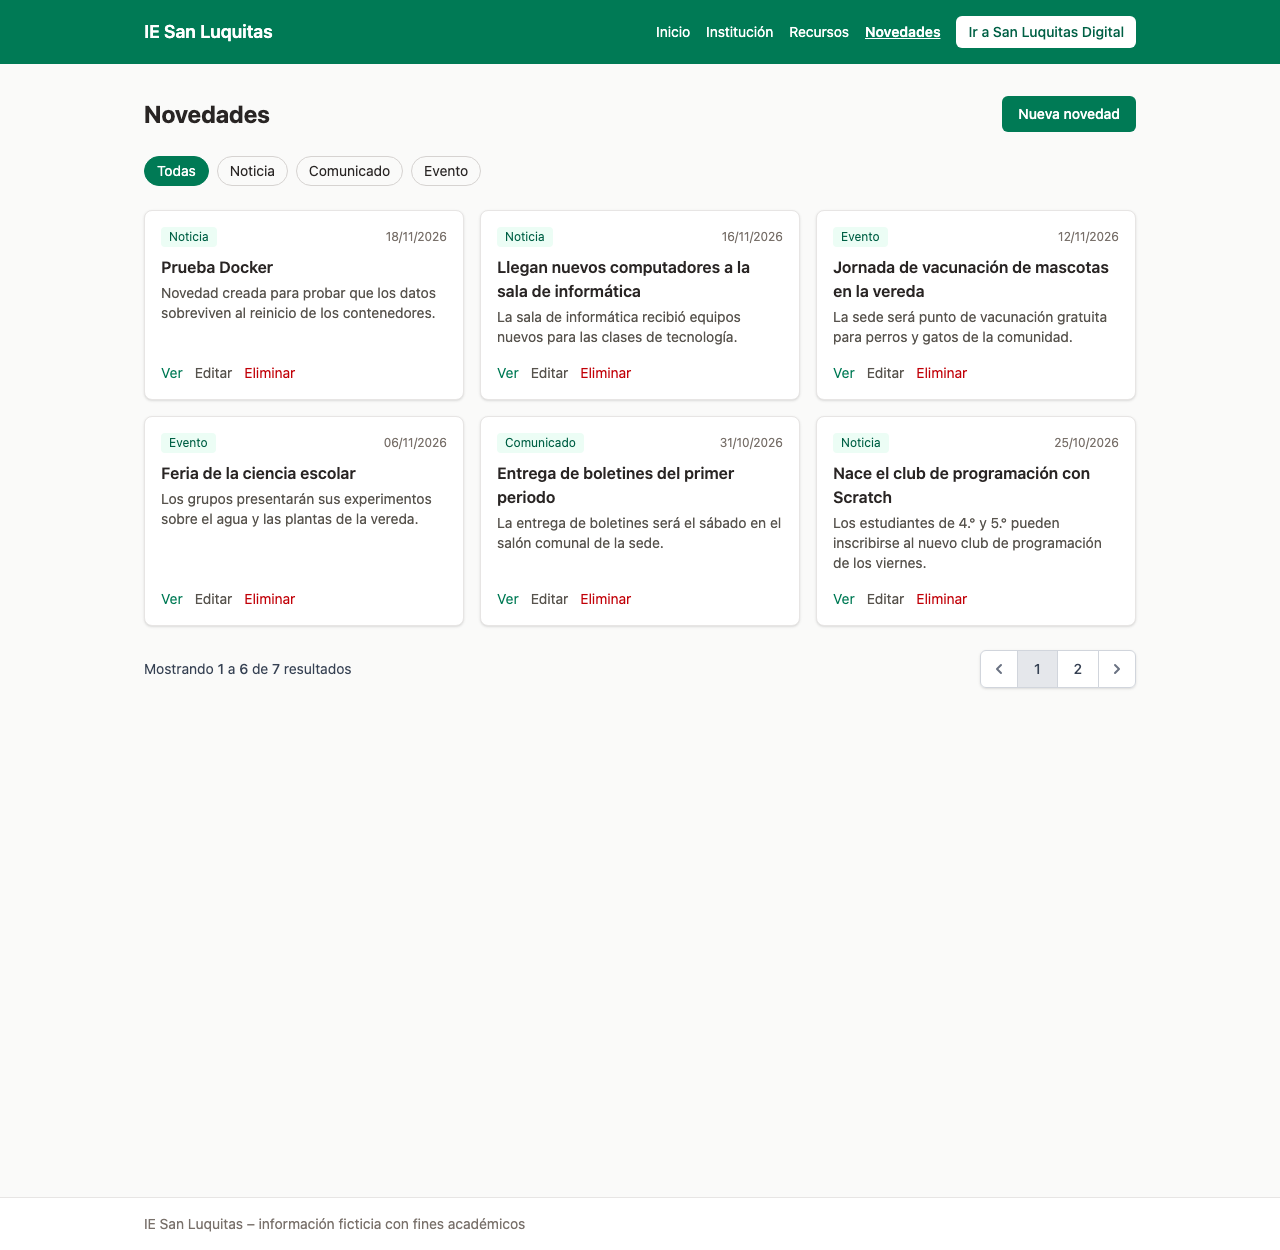 IE San Luquitas
Inicio Institución Recursos Novedades Ir a San Luquitas Digital
Novedades
Nueva novedad
Todas Noticia Comunicado Evento
Noticia 18/11/2026
Prueba Docker
Novedad creada para probar que los datos
sobreviven al reinicio de los contenedores.
Ver Editar Eliminar
Noticia 16/11/2026
Llegan nuevos computadores a la
sala de informática
La sala de informática recibió equipos
nuevos para las clases de tecnología.
Ver Editar Eliminar
Evento 12/11/2026
Jornada de vacunación de mascotas
en la vereda
La sede será punto de vacunación gratuita
para perros y gatos de la comunidad.
Ver Editar Eliminar
Evento 06/11/2026
Feria de la ciencia escolar
Los grupos presentarán sus experimentos
sobre el agua y las plantas de la vereda.
Ver Editar Eliminar
Comunicado 31/10/2026
Entrega de boletines del primer
periodo
La entrega de boletines será el sábado en el
salón comunal de la sede.
Ver Editar Eliminar
Noticia 25/10/2026
Nace el club de programación con
Scratch
Los estudiantes de 4.° y 5.° pueden
inscribirse al nuevo club de programación
de los viernes.
Ver Editar Eliminar
Mostrando 1 a 6 de 7 resultados
1 2
IE San Luquitas – información ficticia con fines académicos